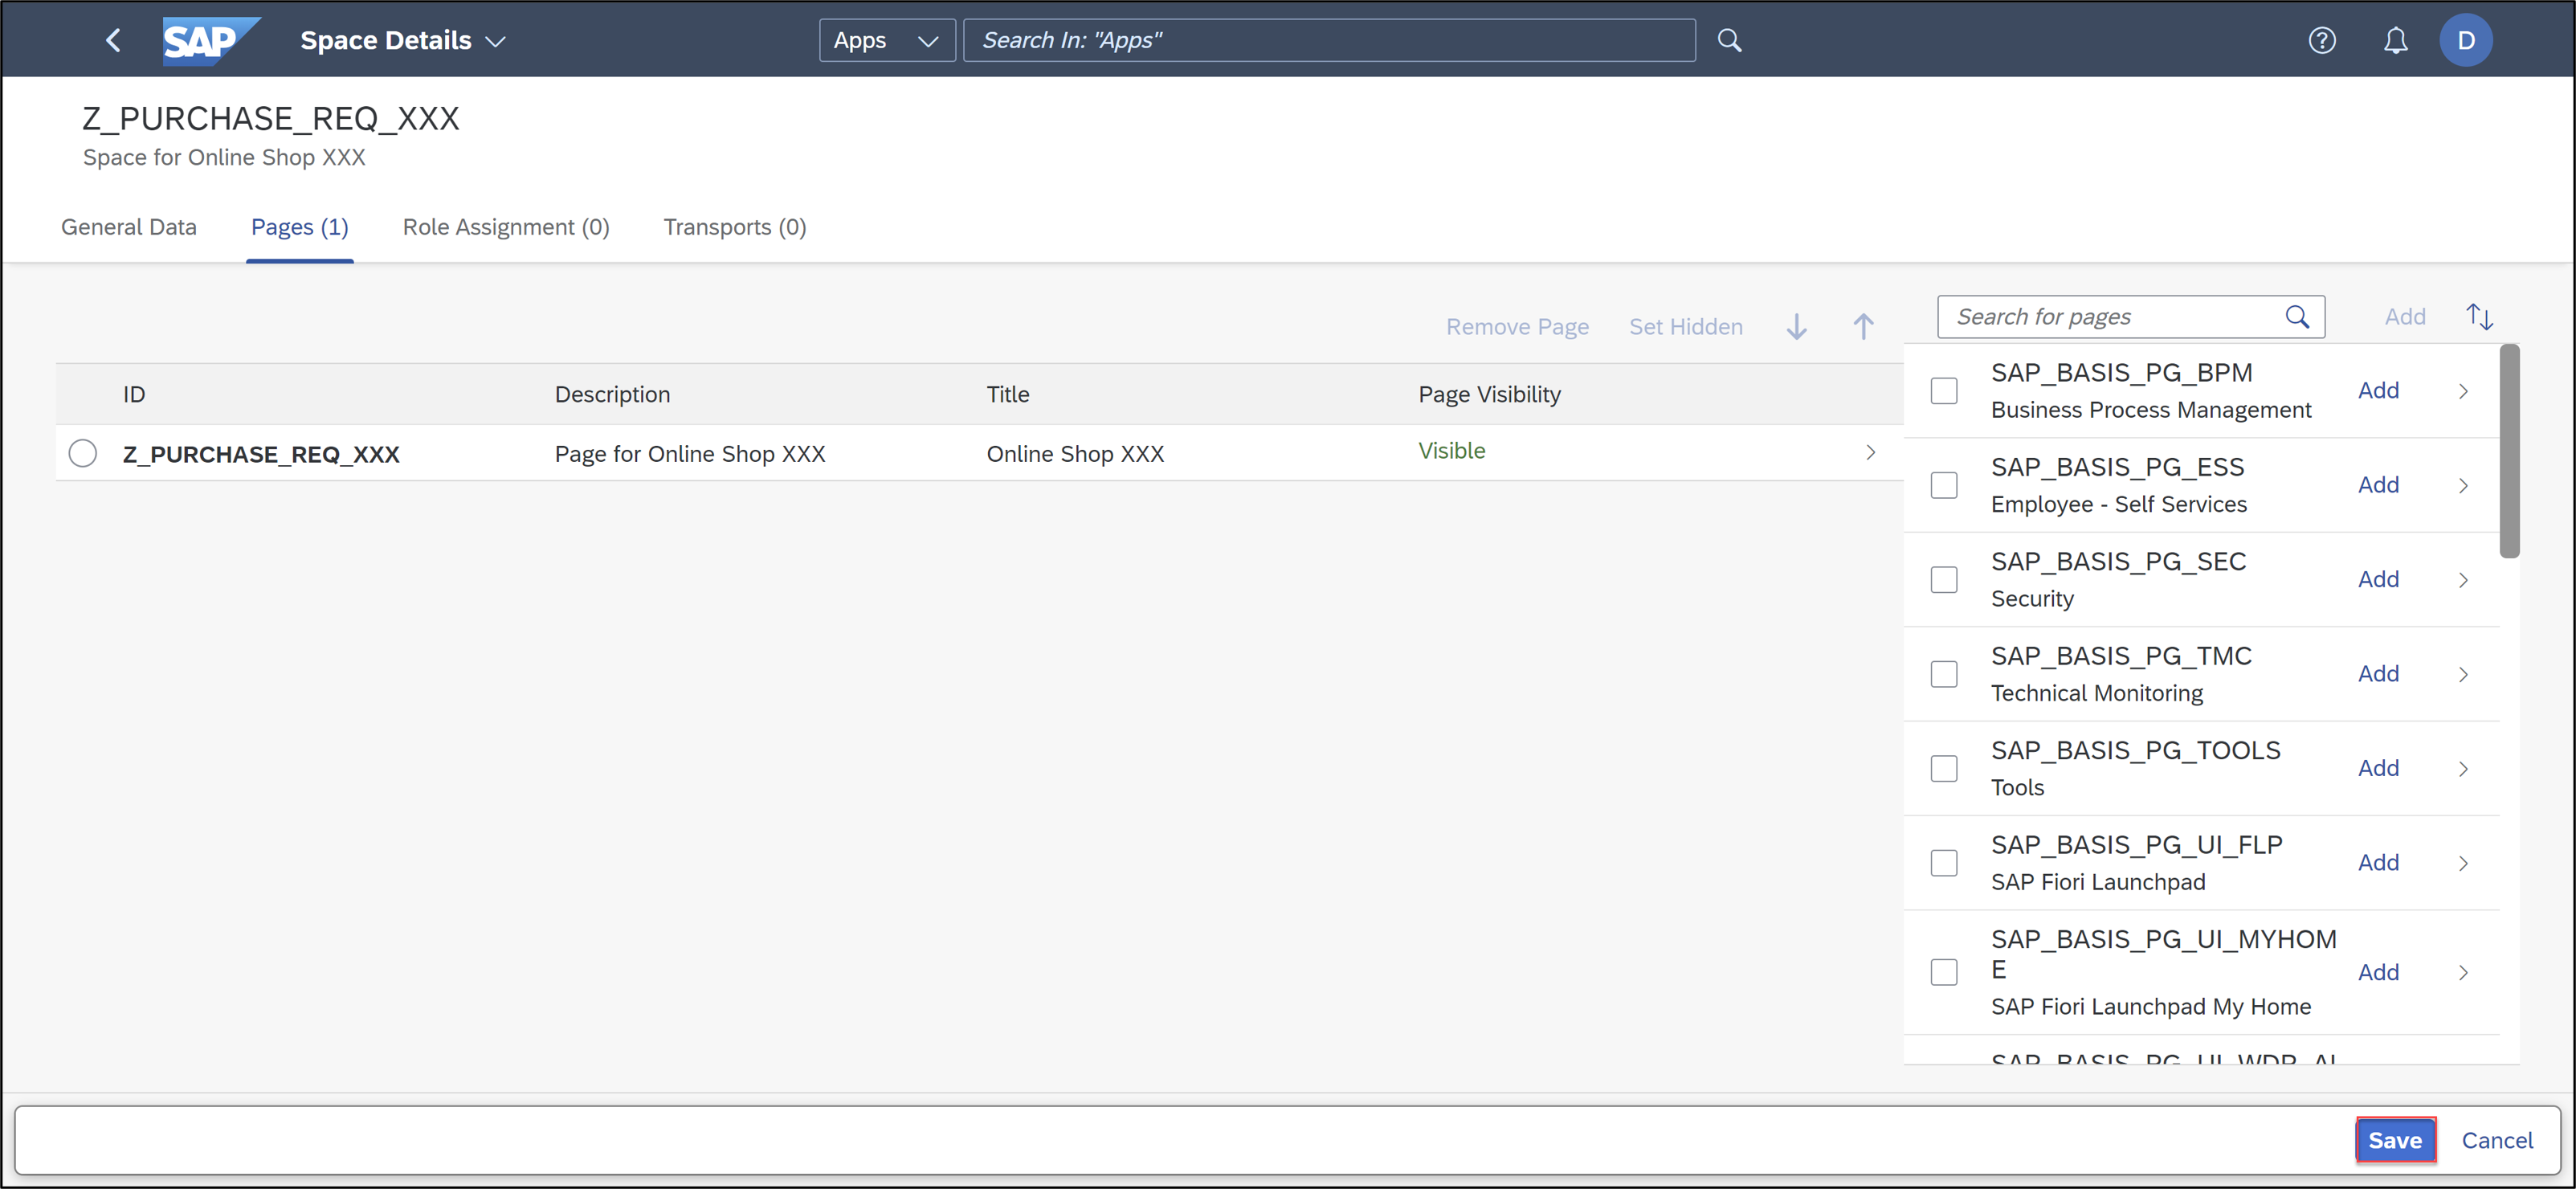 SAP Space Details Apps Search In: "Apps" D
Z_PURCHASE_REQ_XXX
Space for Online Shop XXX
General Data Pages (1) Role Assignment (0) Transports (0)
Remove Page Set Hidden
ID Description Title Page Visibility
Z_PURCHASE_REQ_XXX Page for Online Shop XXX Online Shop XXX Visible
Search for pages Add
SAP_BASIS_PG_BPM
Business Process Management
Add
SAP_BASIS_PG_ESS
Employee - Self Services
Add
SAP_BASIS_PG_SEC
Security
Add
SAP_BASIS_PG_TMC
Technical Monitoring
Add
SAP_BASIS_PG_TOOLS
Tools
Add
SAP_BASIS_PG_UI_FLP
SAP Fiori Launchpad
Add
SAP_BASIS_PG_UI_MYHOM
E
SAP Fiori Launchpad My Home
Add
Save Cancel